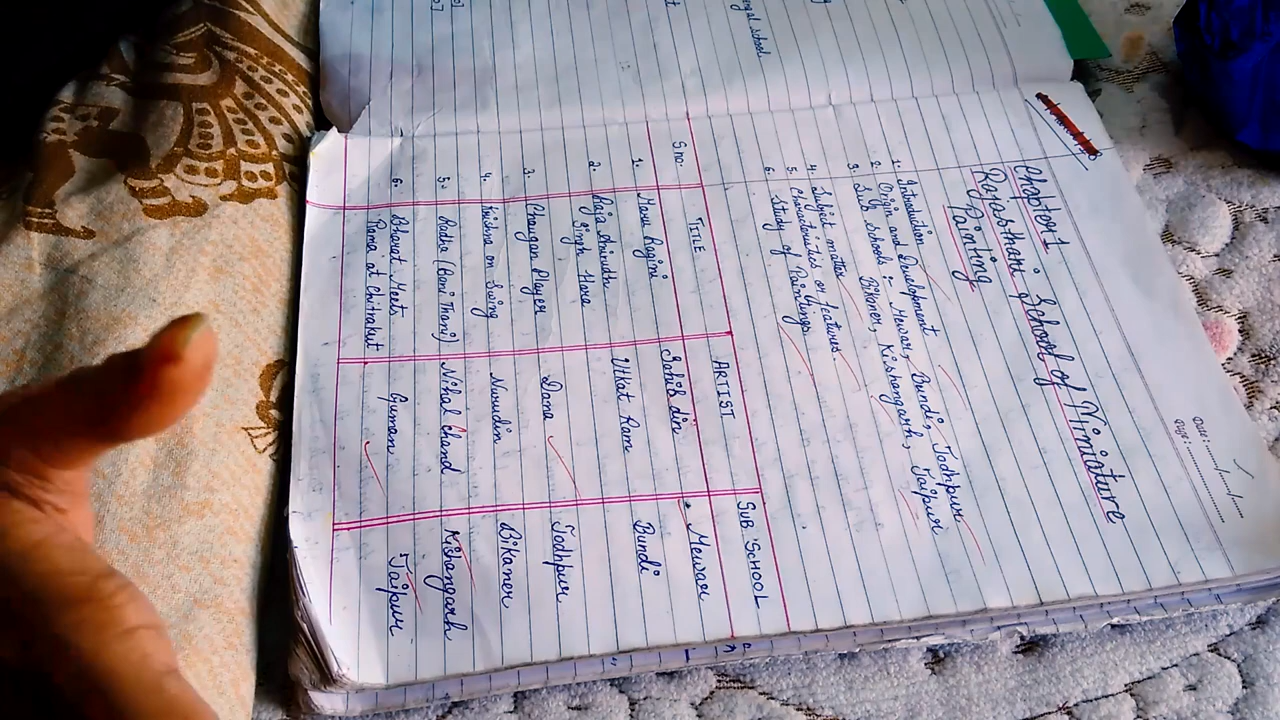 Date : ....../....../......
Page : ....................
Chapter-1
Rajasthani School of Miniature
Painting
1. Introduction
2. Origin and Development
3. Sub Schools :- Mewar, Bundi, Jodhpur,
Bikaner, Kishangarh, Jaipur
4. Subject matter
5. Characteristics or features
6. Study of Paintings
S no. TITLE ARTIST SUB SCHOOL
1. Maru Ragini Sahib din Mewar
2. Raja Aniruddh Utkat Ram Bundi
Singh Hara
3. Chaugan Player Dana Jodhpur
4. Krishna on Swing Nuruddin Bikaner
5. Radha (Bani Thani) Nihal Chand Kishangarh
6. Bharat Meets Guman Jaipur
Rama at Chitrakut